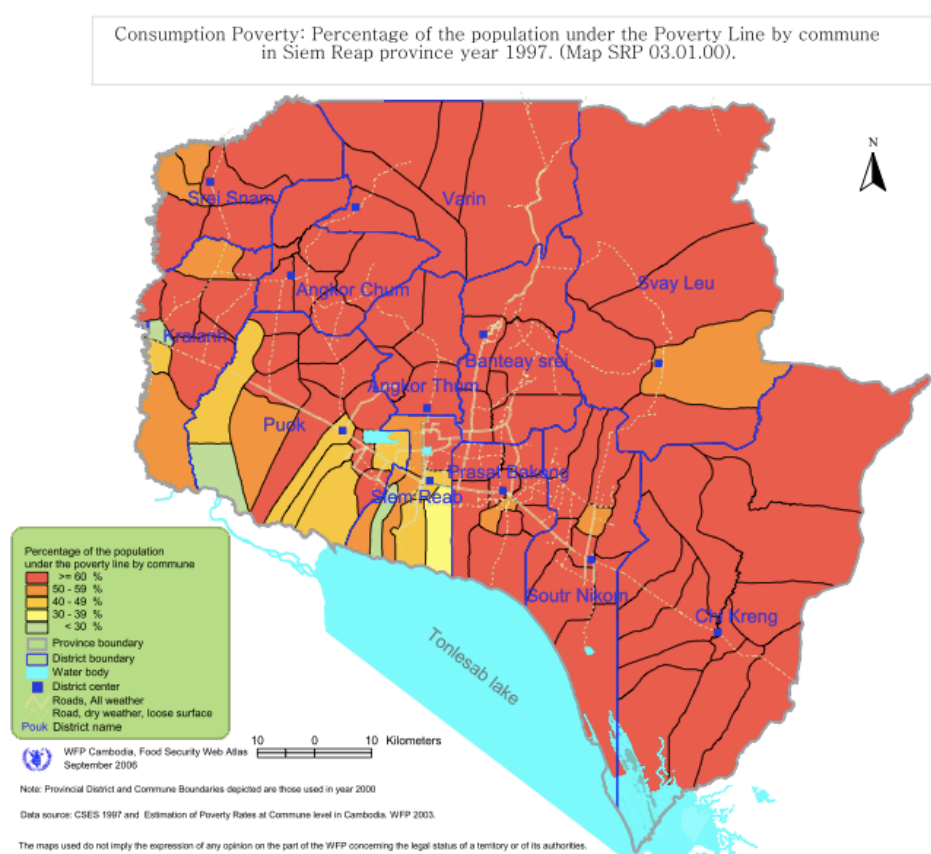 Consumption Poverty: Percentage of the population under the Poverty Line by commune
in Siem Reap province year 1997. (Map SRP 03.01.00).
N
Varin
Srei Snam
Svay Leu
Angkor Chum
Kralanh
Banteay srei
Angkor Thum
Puok
Prasat Bakong
Siem Reab
Soutr Nikom
Chi Kreng
Tonlesab lake
Percentage of the population
under the poverty line by commune
>= 60 %
50 - 59 %
40 - 49 %
30 - 39 %
< 30 %
Province boundary
District boundary
Water body
District center
Roads, All weather
Road, dry weather, loose surface
Pouk District name
10 0 10 Kilometers
WFP Cambodia, Food Security Web Atlas
September 2006
Note: Provincial District and Commune Boundaries depicted are those used in year 2000
Data source: CSES 1997 and Estimation of Poverty Rates at Commune level in Cambodia. WFP 2003.
The maps used do not imply the expression of any opinion on the part of the WFP concerning the legal status of a territory or of its authorities.